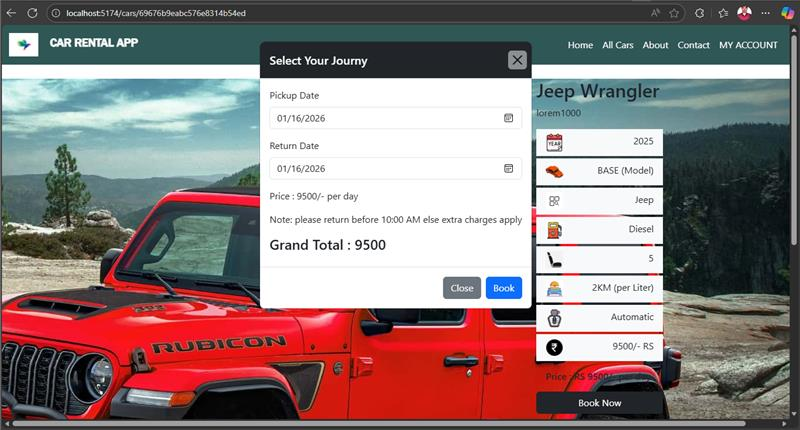 localhost:5174/cars/69676b9eabc576e8314b54ed
CAR RENTAL APP
Home All Cars About Contact MY ACCOUNT
Select Your Journy
Pickup Date
01/16/2026
Return Date
01/16/2026
Price : 9500/- per day
Note: please return before 10:00 AM else extra charges apply
Grand Total : 9500
Close Book
Jeep Wrangler
lorem1000
YEAR 2025
BASE (Model)
Jeep
Diesel
5
2KM (per Liter)
Automatic
9500/- RS
Price : RS 9500/- per day
Book Now
RUBICON